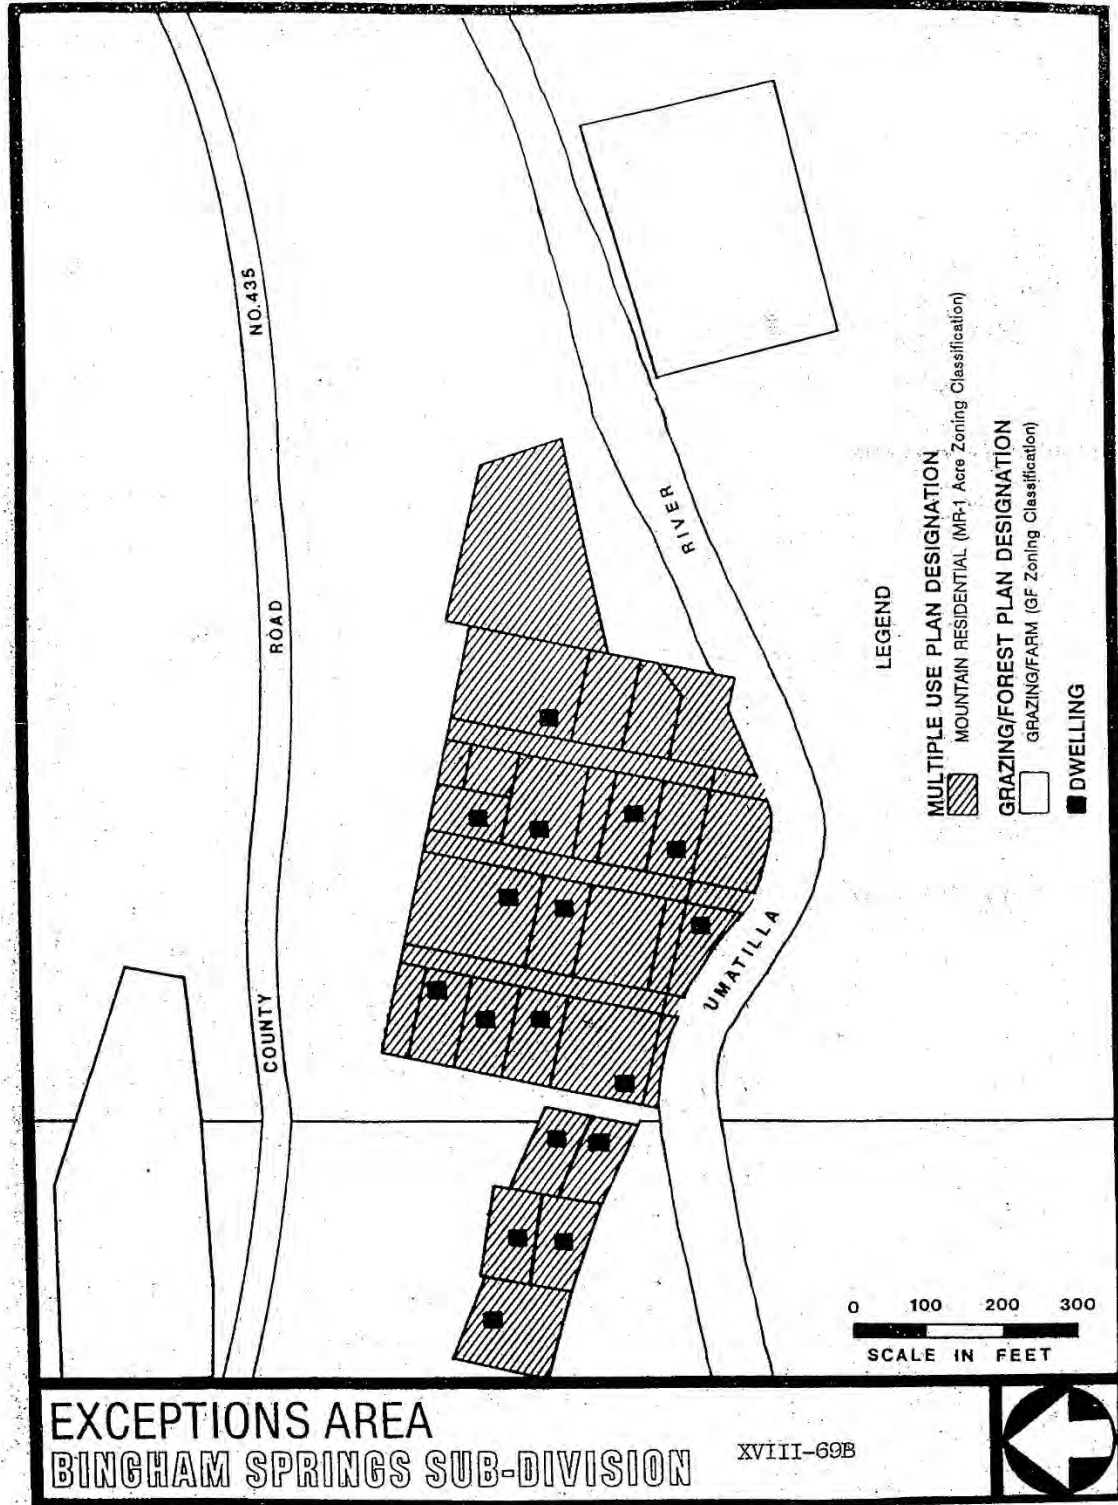 NO.435
ROAD
COUNTY
RIVER
UMATILLA
LEGEND
MULTIPLE USE PLAN DESIGNATION
MOUNTAIN RESIDENTIAL (MR-1 Acre Zoning Classification)
GRAZING/FOREST PLAN DESIGNATION
GRAZING/FARM (GF Zoning Classification)
DWELLING
0 100 200 300
SCALE IN FEET
EXCEPTIONS AREA
BINGHAM SPRINGS SUB-DIVISION
XVIII-69B